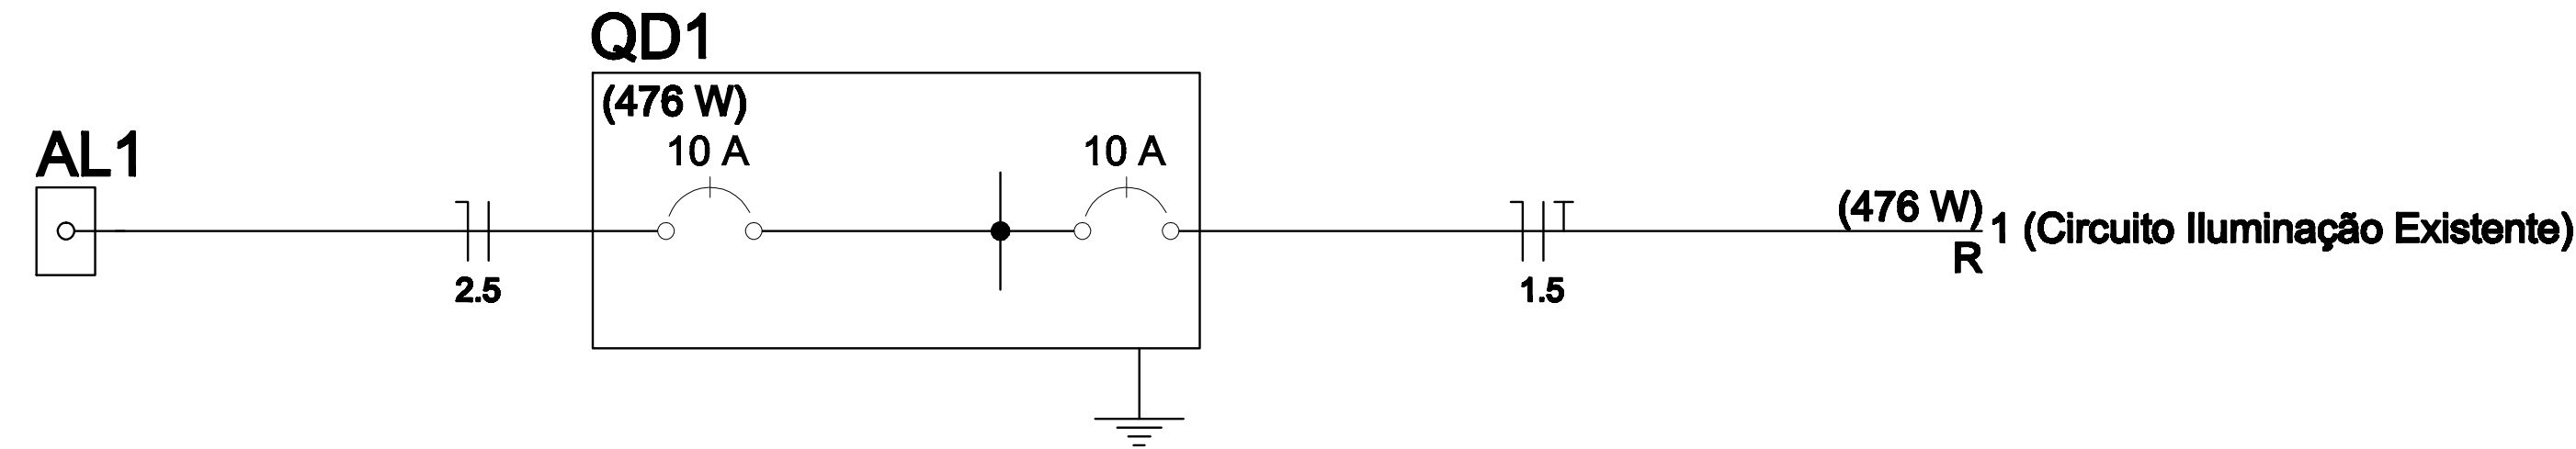 QD1
(476 W)
10 A
10 A
AL1
2.5
1.5
(476 W)
R
1 (Circuito Iluminação Existente)